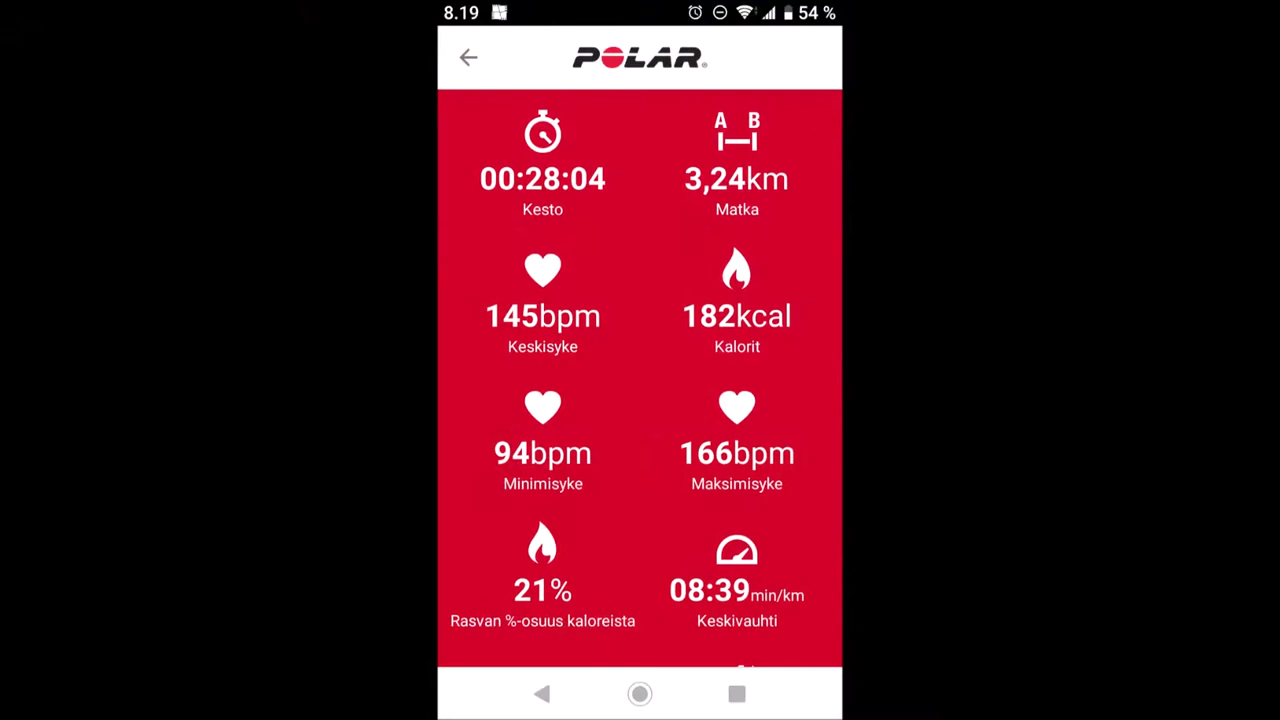 8.19
54 %
POLAR
A B
00:28:04
Kesto
3,24km
Matka
145bpm
Keskisyke
182kcal
Kalorit
94bpm
Minimisyke
166bpm
Maksimisyke
21%
Rasvan %-osuus kaloreista
08:39min/km
Keskivauhti